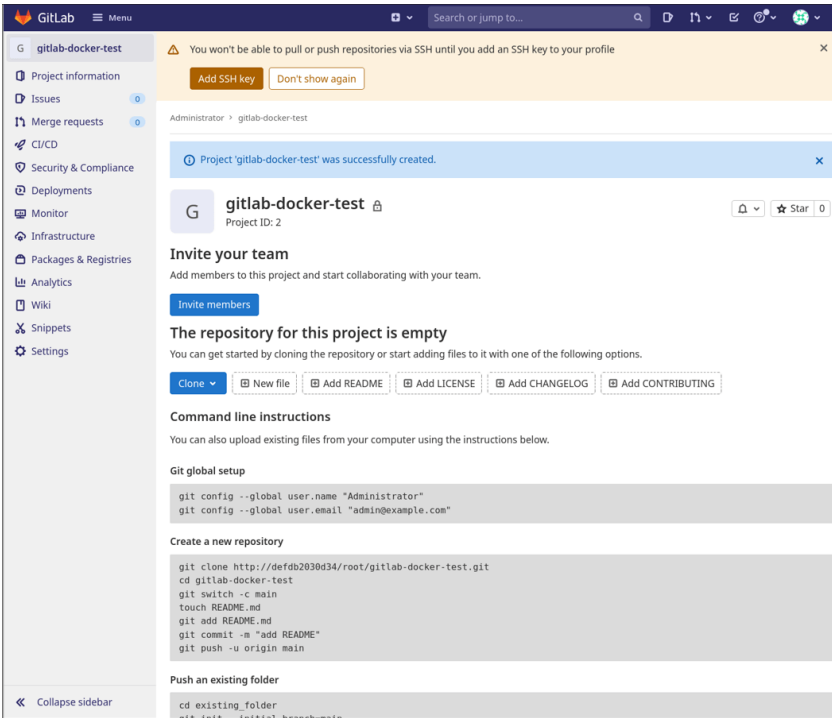 GitLab Menu Search or jump to...
G gitlab-docker-test
Project information
Issues 0
Merge requests 0
CI/CD
Security & Compliance
Deployments
Monitor
Infrastructure
Packages & Registries
Analytics
Wiki
Snippets
Settings
Collapse sidebar
You won't be able to pull or push repositories via SSH until you add an SSH key to your profile
Add SSH key Don't show again
Administrator > gitlab-docker-test
Project 'gitlab-docker-test' was successfully created.
G
gitlab-docker-test
Project ID: 2
Star 0
Invite your team
Add members to this project and start collaborating with your team.
Invite members
The repository for this project is empty
You can get started by cloning the repository or start adding files to it with one of the following options.
Clone New file Add README Add LICENSE Add CHANGELOG Add CONTRIBUTING
Command line instructions
You can also upload existing files from your computer using the instructions below.
Git global setup
git config --global user.name "Administrator"
git config --global user.email "admin@example.com"
Create a new repository
git clone http://defdb2030d34/root/gitlab-docker-test.git
cd gitlab-docker-test
git switch -c main
touch README.md
git add README.md
git commit -m "add README"
git push -u origin main
Push an existing folder
cd existing_folder
git init --initial-branch=main